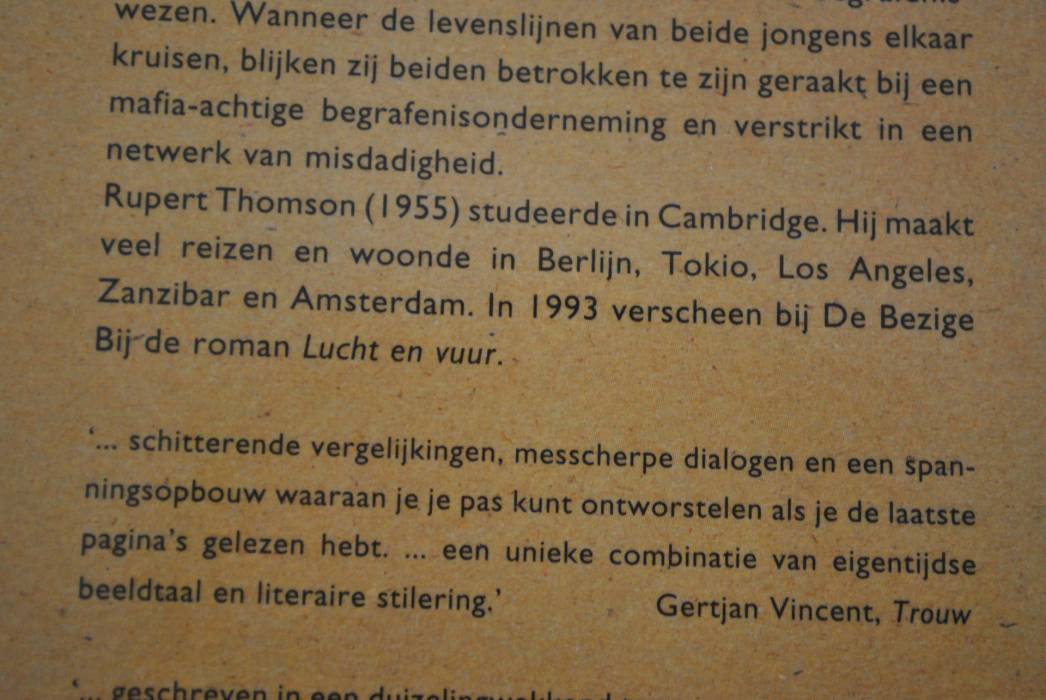 wezen. Wanneer de levenslijnen van beide jongens elkaar
kruisen, blijken zij beiden betrokken te zijn geraakt bij een
mafia-achtige begrafenisonderneming en verstrikt in een
netwerk van misdadigheid.
Rupert Thomson (1955) studeerde in Cambridge. Hij maakt
veel reizen en woonde in Berlijn, Tokio, Los Angeles,
Zanzibar en Amsterdam. In 1993 verscheen bij De Bezige
Bij de roman Lucht en vuur.
‘... schitterende vergelijkingen, messcherpe dialogen en een span-
ningsopbouw waaraan je je pas kunt ontworstelen als je de laatste
pagina’s gelezen hebt. ... een unieke combinatie van eigentijdse
beeldtaal en literaire stilering.’ Gertjan Vincent, Trouw
‘... geschreven in een